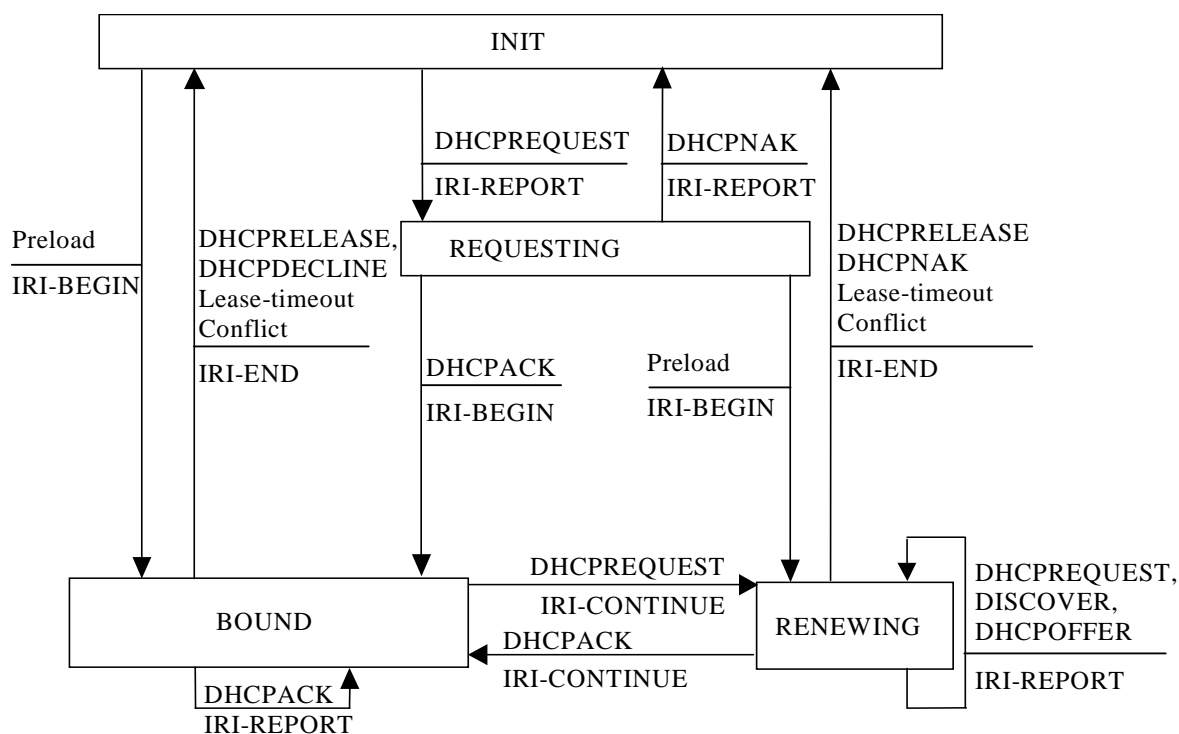 INIT
DHCPREQUEST
IRI-REPORT
DHCPNAK
IRI-REPORT
Preload
IRI-BEGIN
DHCPRELEASE,
DHCPDECLINE
Lease-timeout
Conflict
IRI-END
REQUESTING
DHCPRELEASE
DHCPNAK
Lease-timeout
Conflict
IRI-END
DHCPACK
IRI-BEGIN
Preload
IRI-BEGIN
BOUND
DHCPREQUEST
IRI-CONTINUE
DHCPACK
IRI-CONTINUE
RENEWING
DHCPREQUEST,
DISCOVER,
DHCPOFFER
IRI-REPORT
DHCPACK
IRI-REPORT